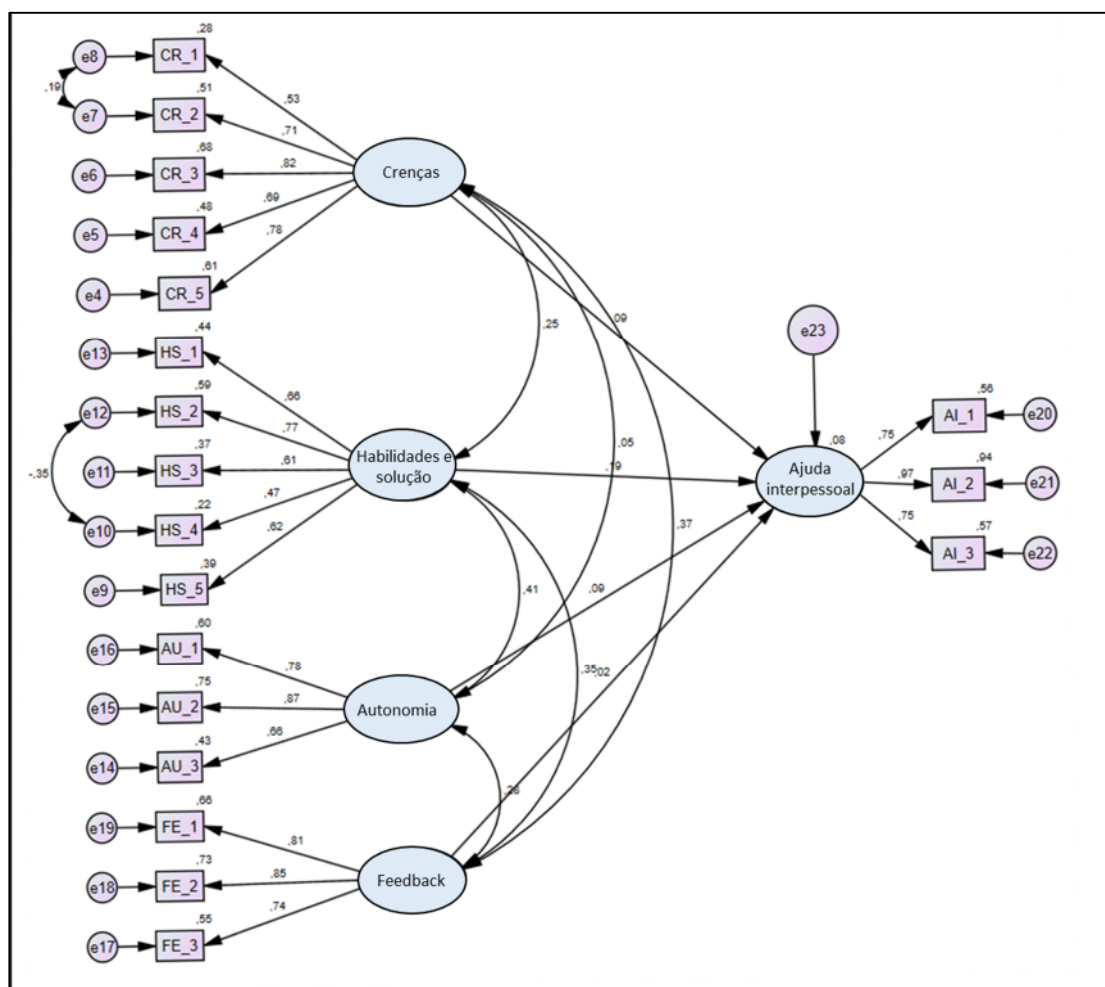 ,28
e8
CR_1
,19
,53
,51
e7
CR_2
,71
,68
e6
CR_3
,82
Crenças
,48
e5
CR_4
,69
,78
,61
e4
CR_5
,44
e13
HS_1
,25
,09
e23
,66
,59
e12
HS_2
,77
,56
AI_1
e20
,37
e11
HS_3
,61
-,35
Habilidades e
solução
,05
,19
,08
,75
Ajuda
interpessoal
,94
,97
AI_2
e21
,22
e10
HS_4
,47
,62
,37
,75
,57
AI_3
e22
,39
e9
HS_5
,41
,09
,60
e16
AU_1
,78
,35
,02
,75
e15
AU_2
,87
Autonomia
,43
e14
AU_3
,66
,28
,66
e19
FE_1
,81
,73
e18
FE_2
,85
Feedback
,55
e17
FE_3
,74